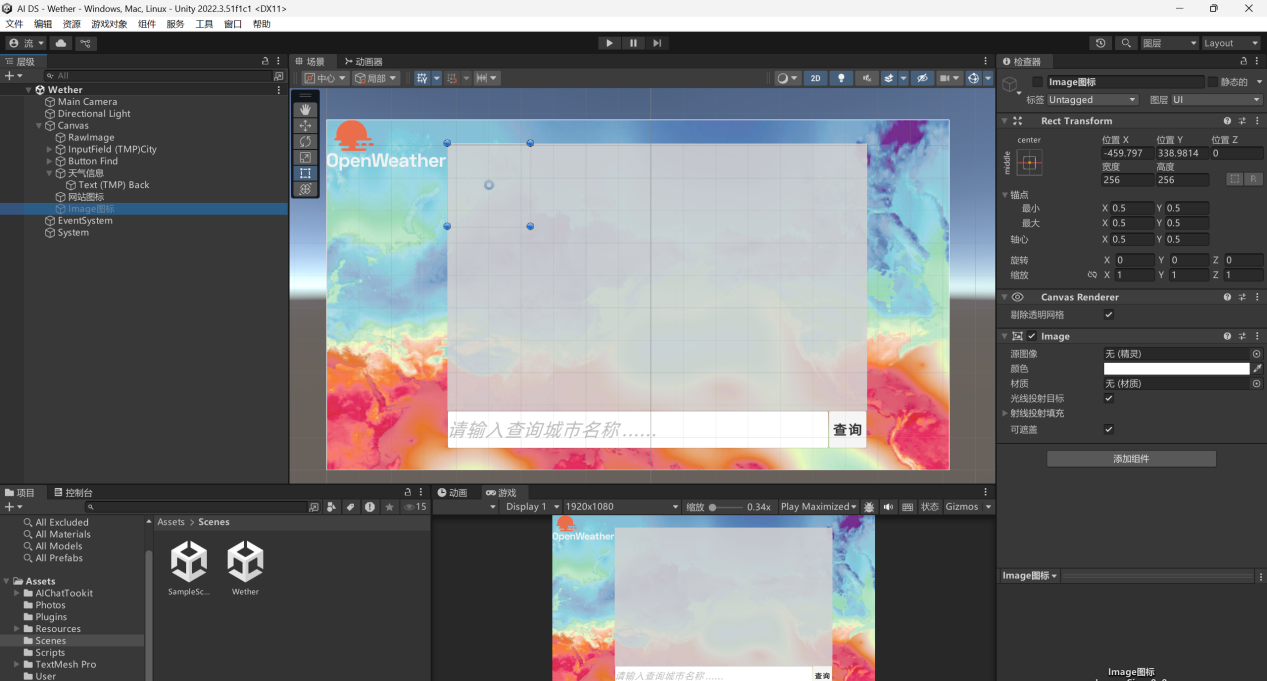 AI DS - Wether - Windows, Mac, Linux - Unity 2022.3.51f1c1 <DX11>
文件 编辑 资源 游戏对象 组件 服务 工具 窗口 帮助
流 图层 Layout
层级 场景 动画器 检查器
All 中心 局部 2D Image图标 静态的
Wether 标签 Untagged 图层 UI
Main Camera
Directional Light
Canvas
RawImage
InputField (TMP)City
Button Find
天气信息
Text (TMP) Back
网站图标
Image图标
EventSystem
System
OpenWeather
请输入查询城市名称...... 查询
Rect Transform
center 位置 X 位置 Y 位置 Z
middle -459.797 338.9814 0
宽度 高度
256 256 R
锚点
最小 X 0.5 Y 0.5
最大 X 0.5 Y 0.5
轴心 X 0.5 Y 0.5
旋转 X 0 Y 0 Z 0
缩放 X 1 Y 1 Z 1
Canvas Renderer
剔除透明网格
Image
源图像 无 (精灵)
颜色
材质 无 (材质)
光线投射目标
射线投射填充
可遮盖
添加组件
项目 控制台 动画 游戏
15 Display 1 1920x1080 缩放 0.34x Play Maximized 状态 Gizmos
All Excluded
All Materials
All Models
All Prefabs
Assets
AIChatTookit
Photos
Plugins
Resources
Scenes
Scripts
TextMesh Pro
User
Assets > Scenes
SampleSc... Wether
OpenWeather
请输入查询城市名称...... 查询
Image图标
Image图标